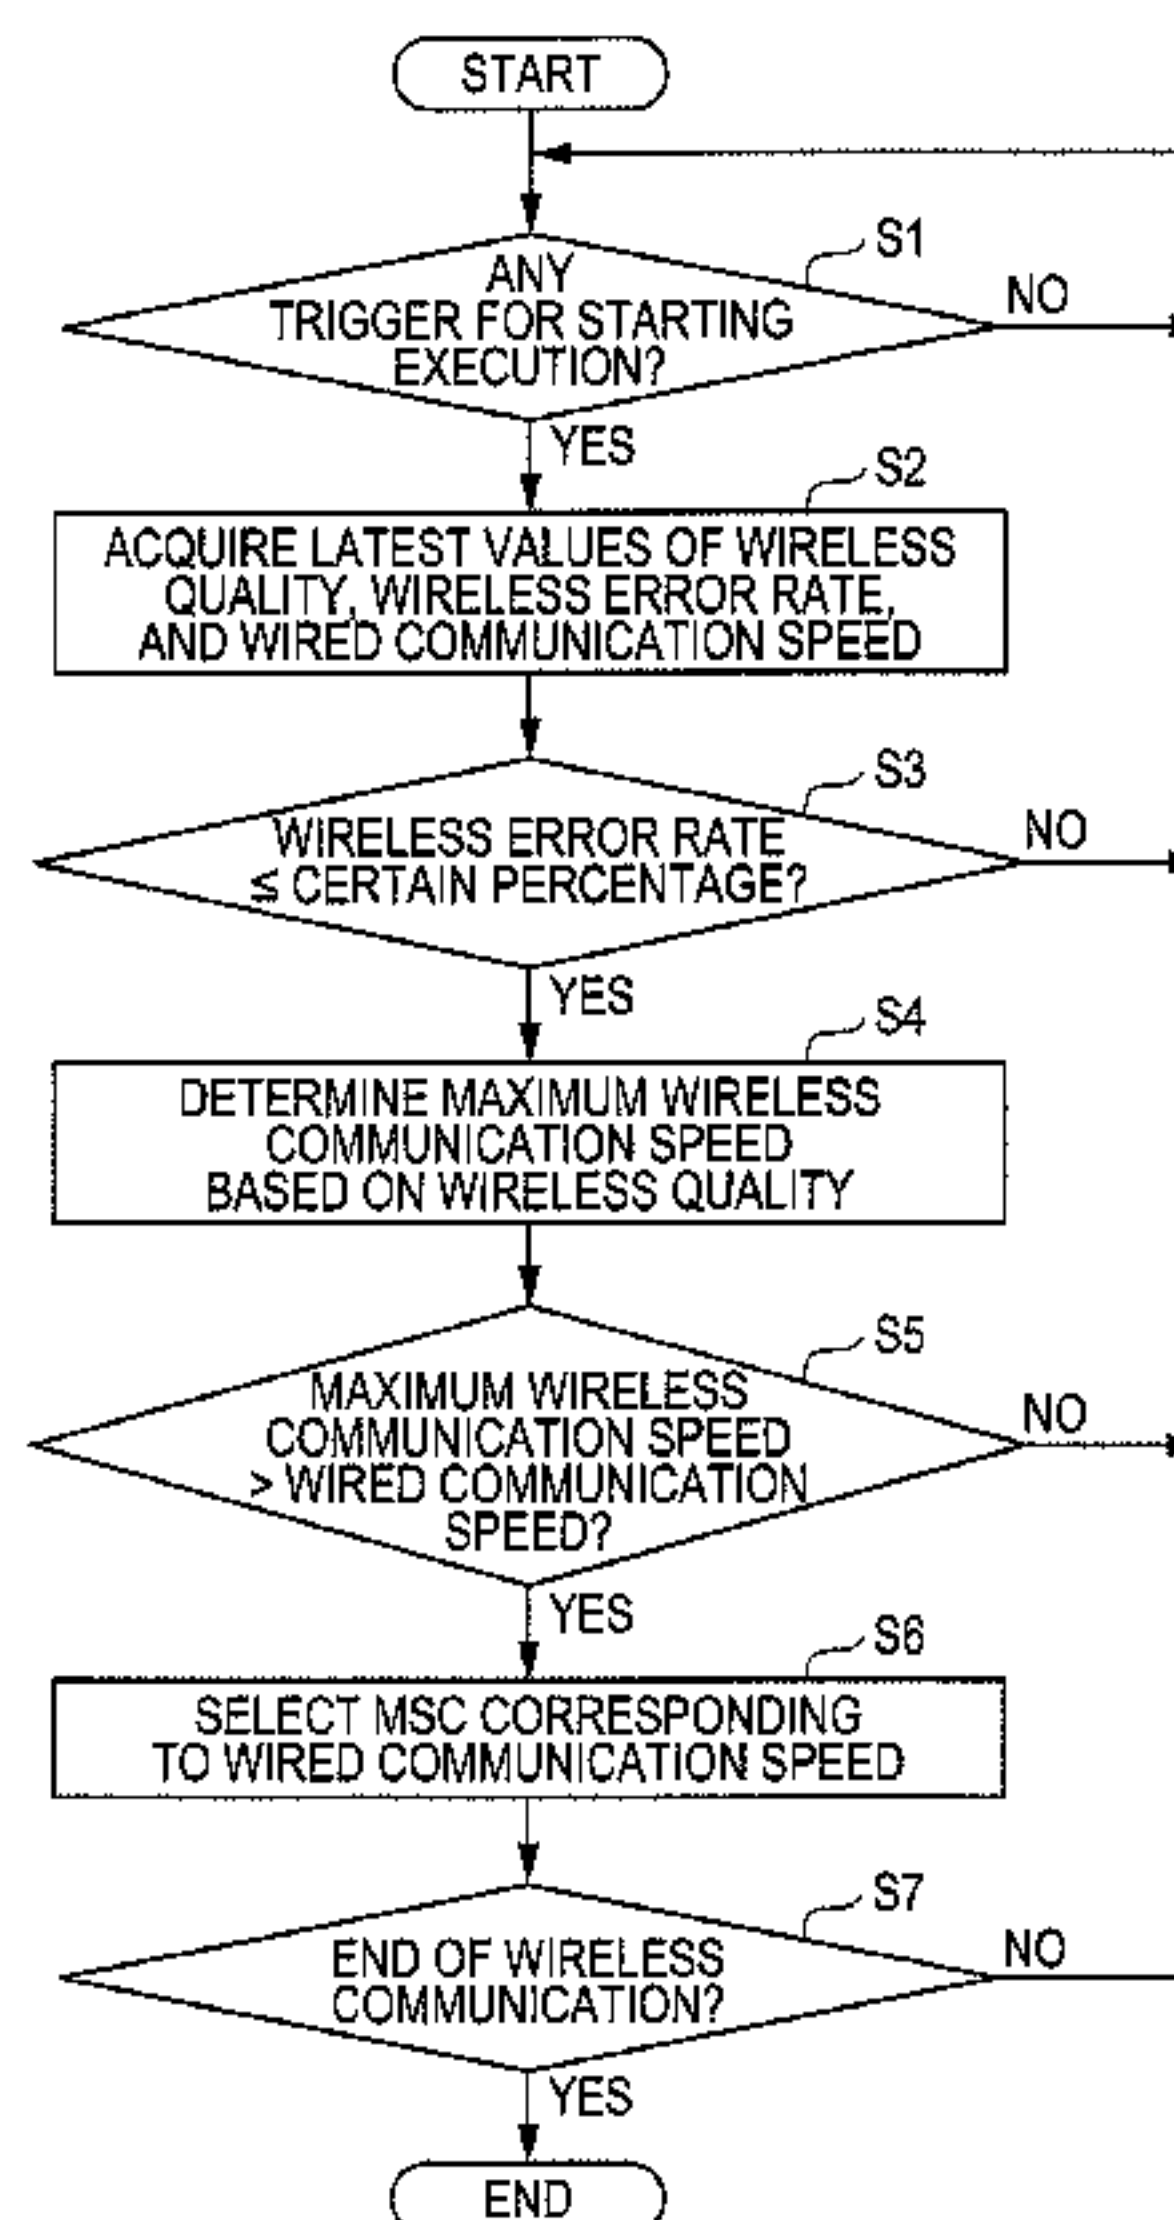 START
S1
ANY
TRIGGER FOR STARTING
EXECUTION?
NO
YES
S2
ACQUIRE LATEST VALUES OF WIRELESS
QUALITY, WIRELESS ERROR RATE,
AND WIRED COMMUNICATION SPEED
S3
WIRELESS ERROR RATE
≤ CERTAIN PERCENTAGE?
NO
YES
S4
DETERMINE MAXIMUM WIRELESS
COMMUNICATION SPEED
BASED ON WIRELESS QUALITY
S5
MAXIMUM WIRELESS
COMMUNICATION SPEED
> WIRED COMMUNICATION
SPEED?
NO
YES
S6
SELECT MSC CORRESPONDING
TO WIRED COMMUNICATION SPEED
S7
END OF WIRELESS
COMMUNICATION?
NO
YES
END